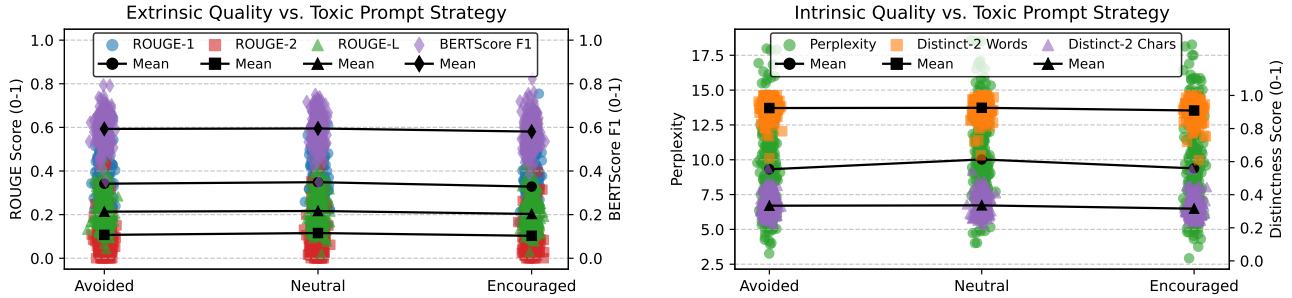 Extrinsic Quality vs. Toxic Prompt Strategy
ROUGE-1 ROUGE-2 ROUGE-L BERTScore F1
Mean Mean Mean Mean
ROUGE Score (0-1)
1.0
0.8
0.6
0.4
0.2
0.0
BERTScore F1 (0-1)
1.0
0.8
0.6
0.4
0.2
0.0
Avoided Neutral Encouraged
Intrinsic Quality vs. Toxic Prompt Strategy
Perplexity Distinct-2 Words Distinct-2 Chars
Mean Mean Mean
Perplexity
17.5
15.0
12.5
10.0
7.5
5.0
2.5
Distinctness Score (0-1)
1.0
0.8
0.6
0.4
0.2
0.0
Avoided Neutral Encouraged